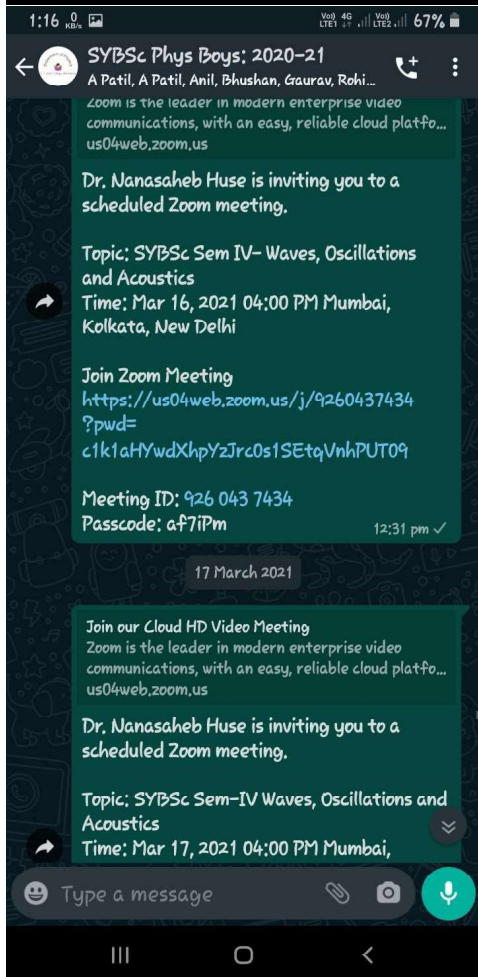 1:16 0 KB/s Vo)) LTE1 4G Vo)) LTE2 67%
SYBSc Phys Boys: 2020-21
A Patil, A Patil, Anil, Bhushan, Gaurav, Rohi...
Zoom is the leader in modern enterprise video
communications, with an easy, reliable cloud platfo...
us04web.zoom.us
Dr. Nanasaheb Huse is inviting you to a
scheduled Zoom meeting.
Topic: SYBSc Sem IV- Waves, Oscillations
and Acoustics
Time: Mar 16, 2021 04:00 PM Mumbai,
Kolkata, New Delhi
Join Zoom Meeting
https://us04web.zoom.us/j/9260437434
?pwd=
c1k1aHYwdXhpYzJrc0s1SEtqVnhPUT09
Meeting ID: 926 043 7434
Passcode: af7iPm
12:31 pm
17 March 2021
Join our Cloud HD Video Meeting
Zoom is the leader in modern enterprise video
communications, with an easy, reliable cloud platfo...
us04web.zoom.us
Dr. Nanasaheb Huse is inviting you to a
scheduled Zoom meeting.
Topic: SYBSc Sem-IV Waves, Oscillations and
Acoustics
Time: Mar 17, 2021 04:00 PM Mumbai,
Type a message